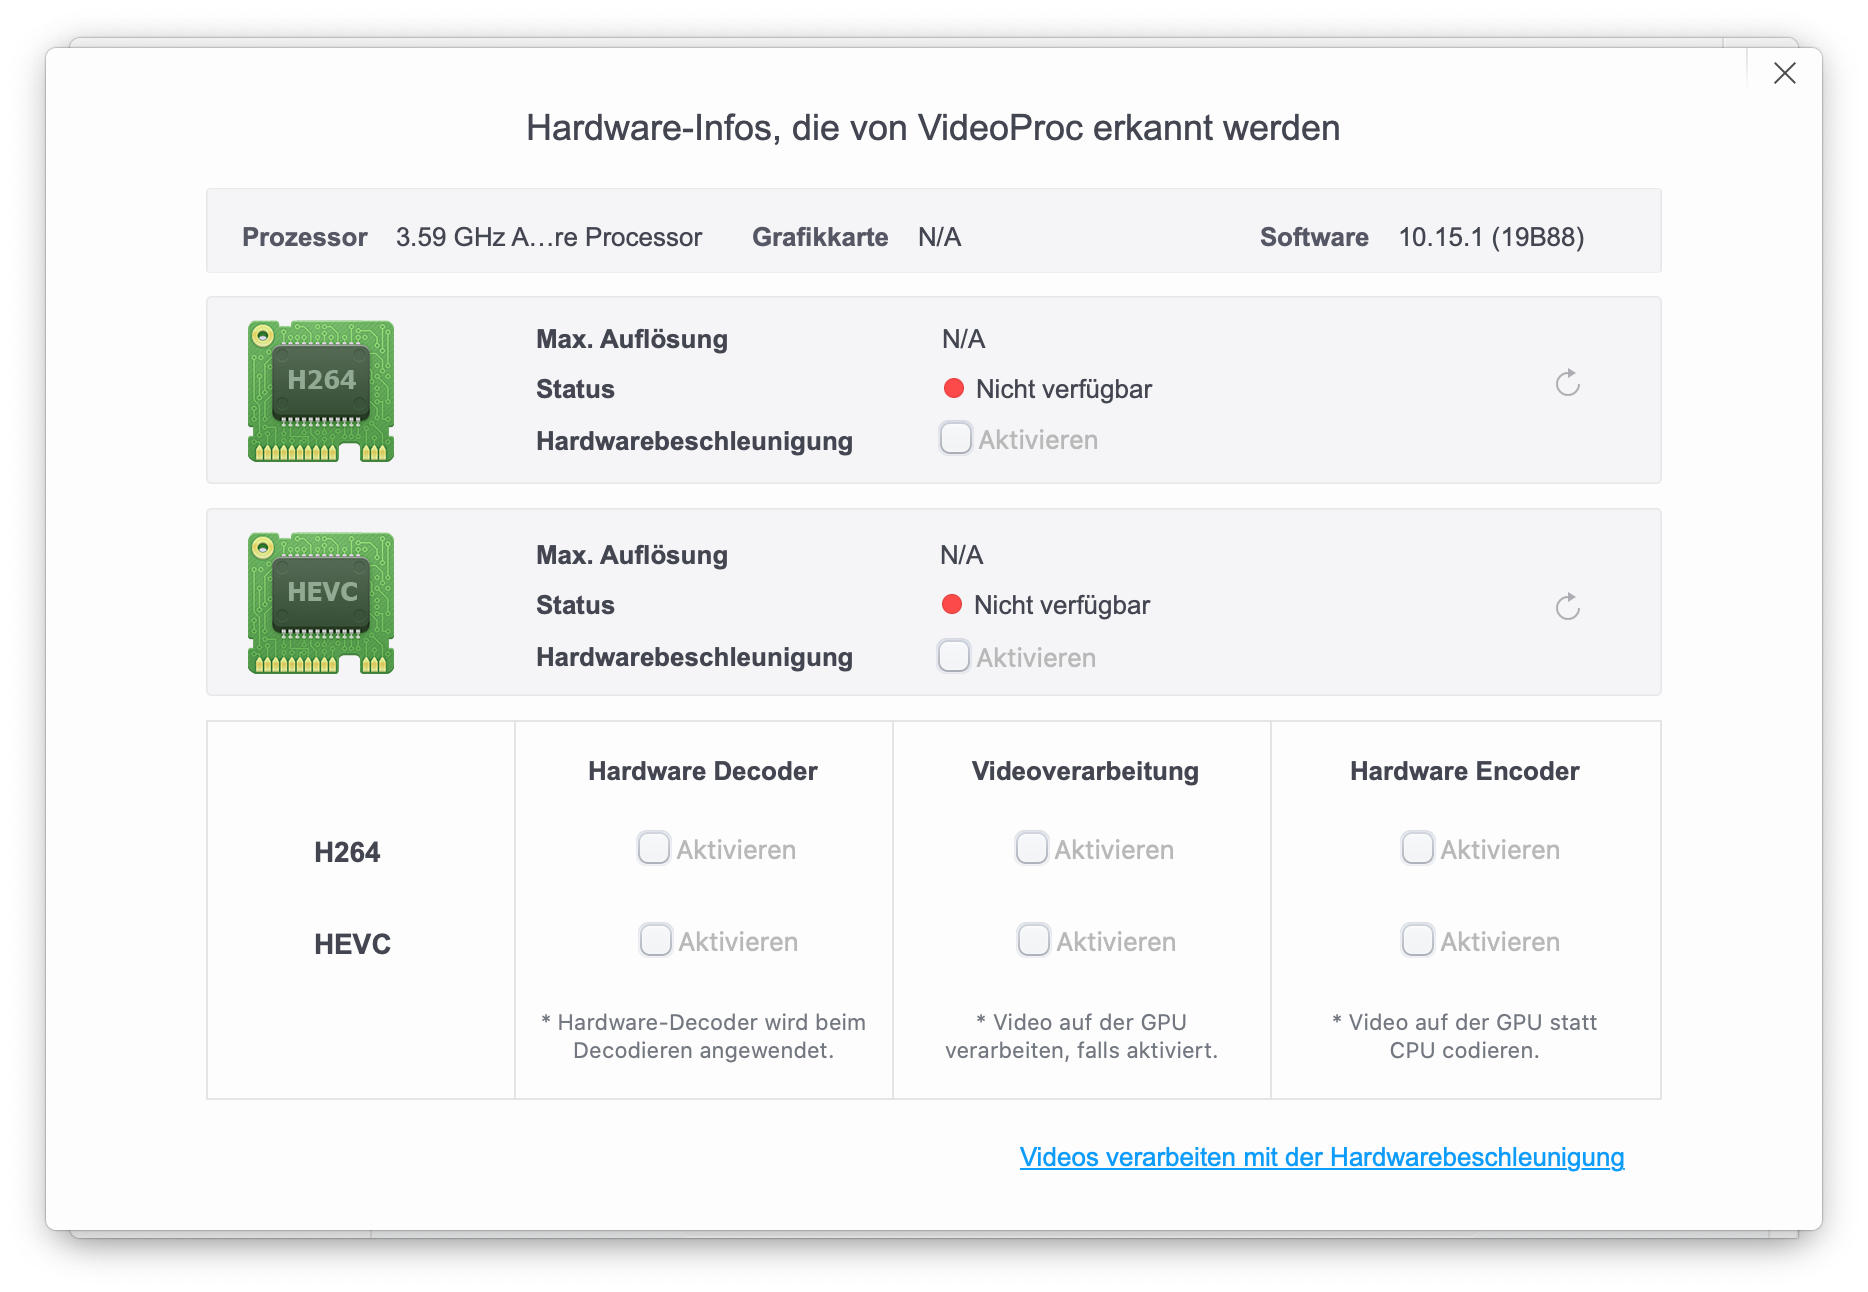 Hardware-Infos, die von VideoProc erkannt werden
Prozessor 3.59 GHz A...re Processor Grafikkarte N/A Software 10.15.1 (19B88)
H264
Max. Auflösung N/A
Status Nicht verfügbar
Hardwarebeschleunigung Aktivieren
HEVC
Max. Auflösung N/A
Status Nicht verfügbar
Hardwarebeschleunigung Aktivieren
Hardware Decoder Videoverarbeitung Hardware Encoder
H264 Aktivieren Aktivieren Aktivieren
HEVC Aktivieren Aktivieren Aktivieren
* Hardware-Decoder wird beim
Decodieren angewendet.
* Video auf der GPU
verarbeiten, falls aktiviert.
* Video auf der GPU statt
CPU codieren.
Videos verarbeiten mit der Hardwarebeschleunigung